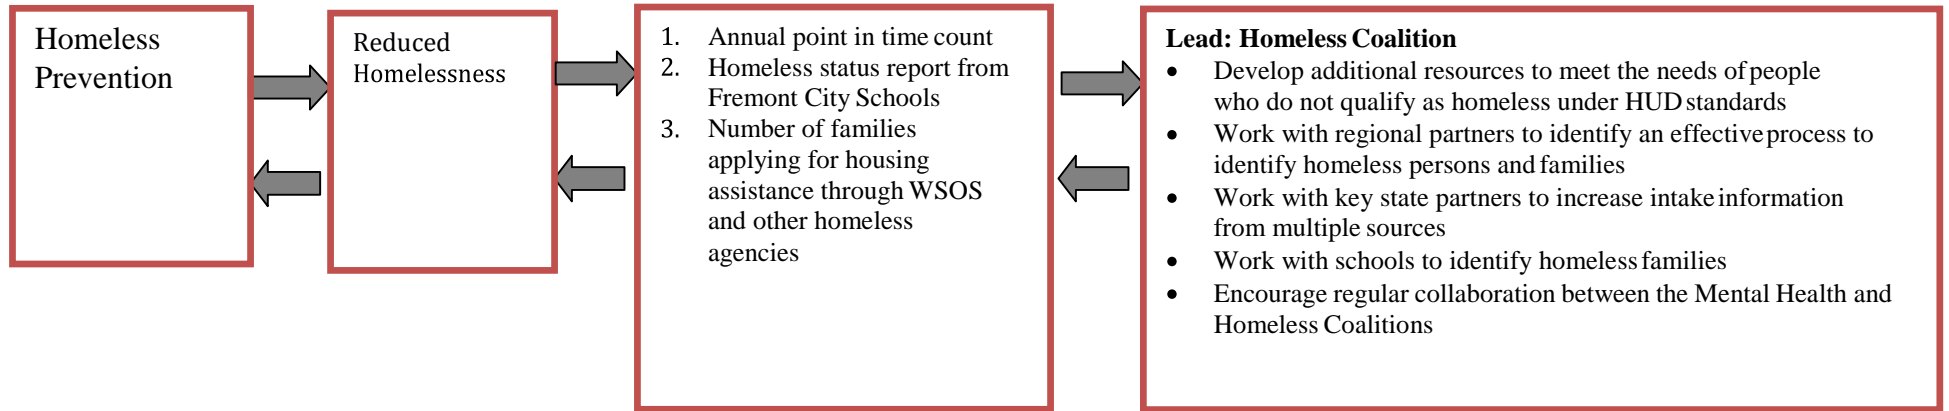 Homeless
Prevention
Reduced
Homelessness
1. Annual point in time count
2. Homeless status report from
Fremont City Schools
3. Number of families
applying for housing
assistance through WSOS
and other homeless
agencies
Lead: Homeless Coalition
• Develop additional resources to meet the needs of people
who do not qualify as homeless under HUD standards
• Work with regional partners to identify an effective process to
identify homeless persons and families
• Work with key state partners to increase intake information
from multiple sources
• Work with schools to identify homeless families
• Encourage regular collaboration between the Mental Health and
Homeless Coalitions